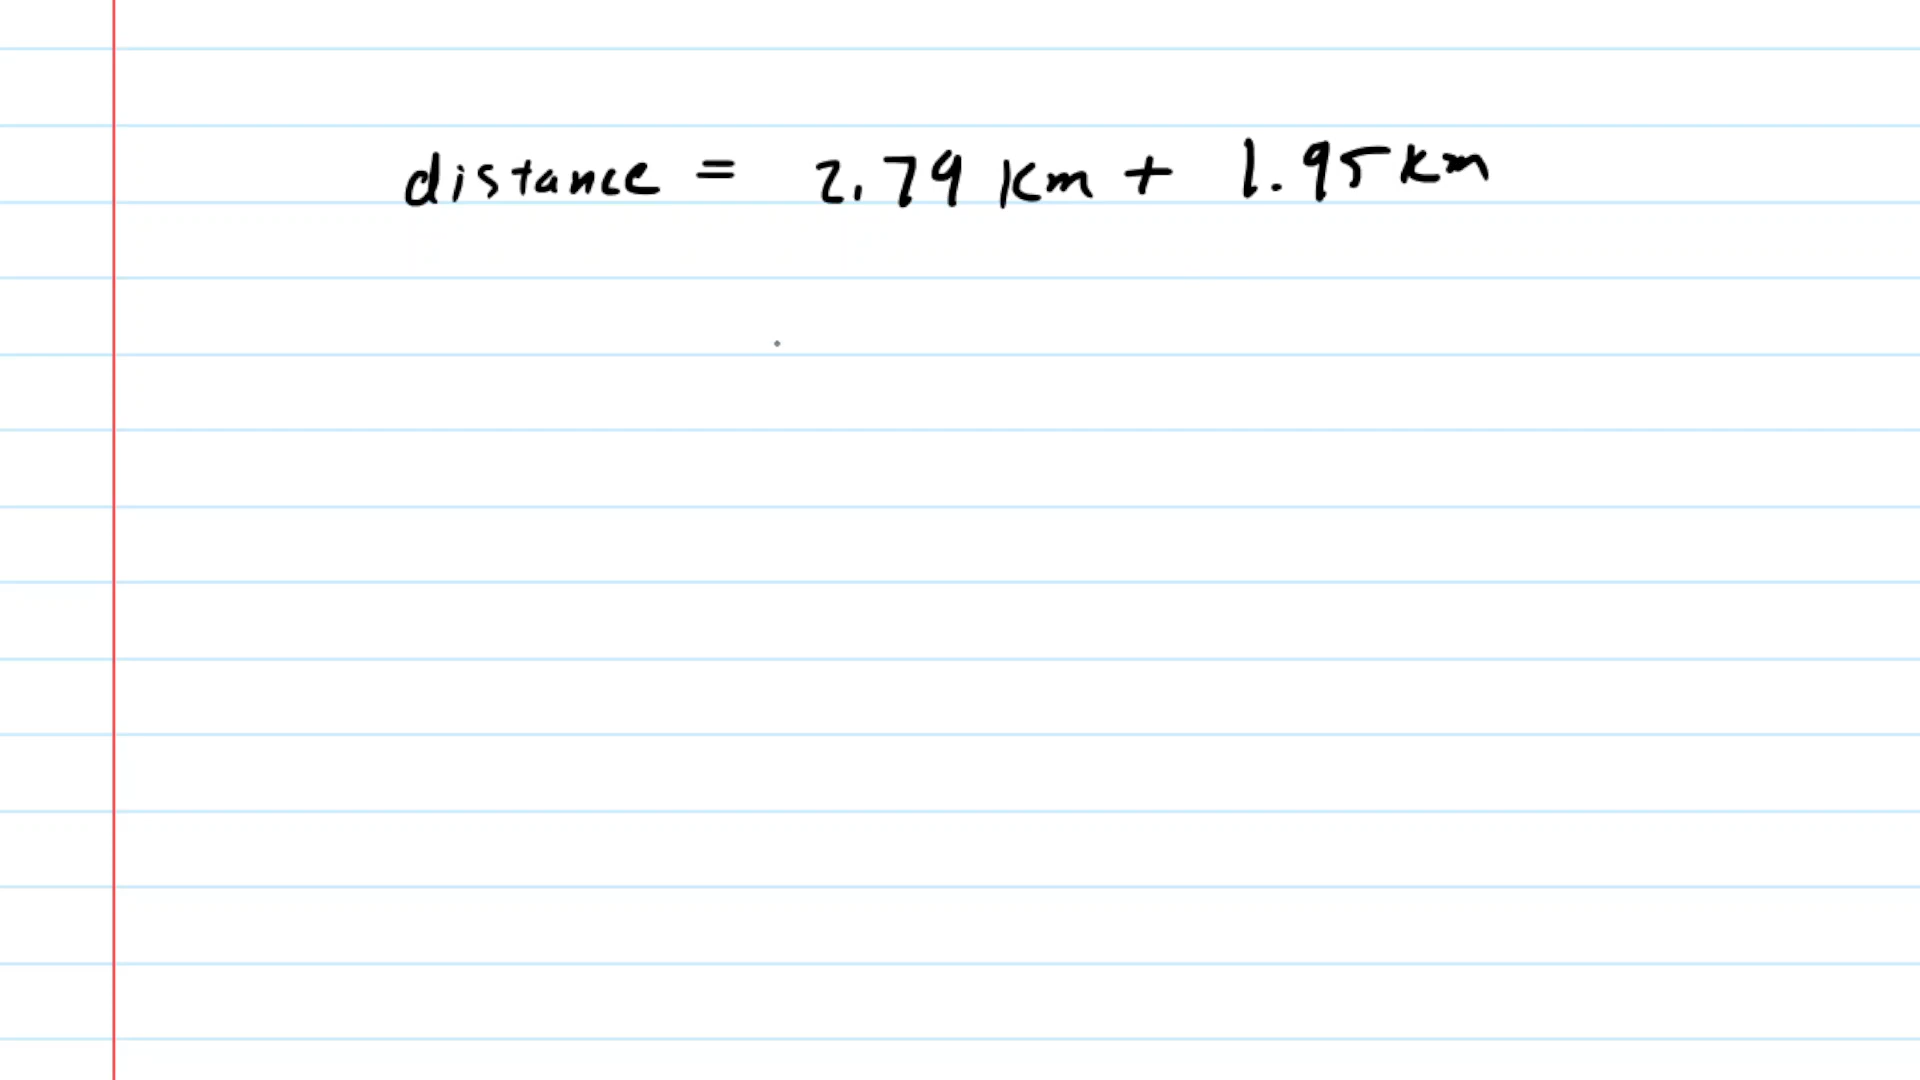 distance = 2.79 km + 1.95 km